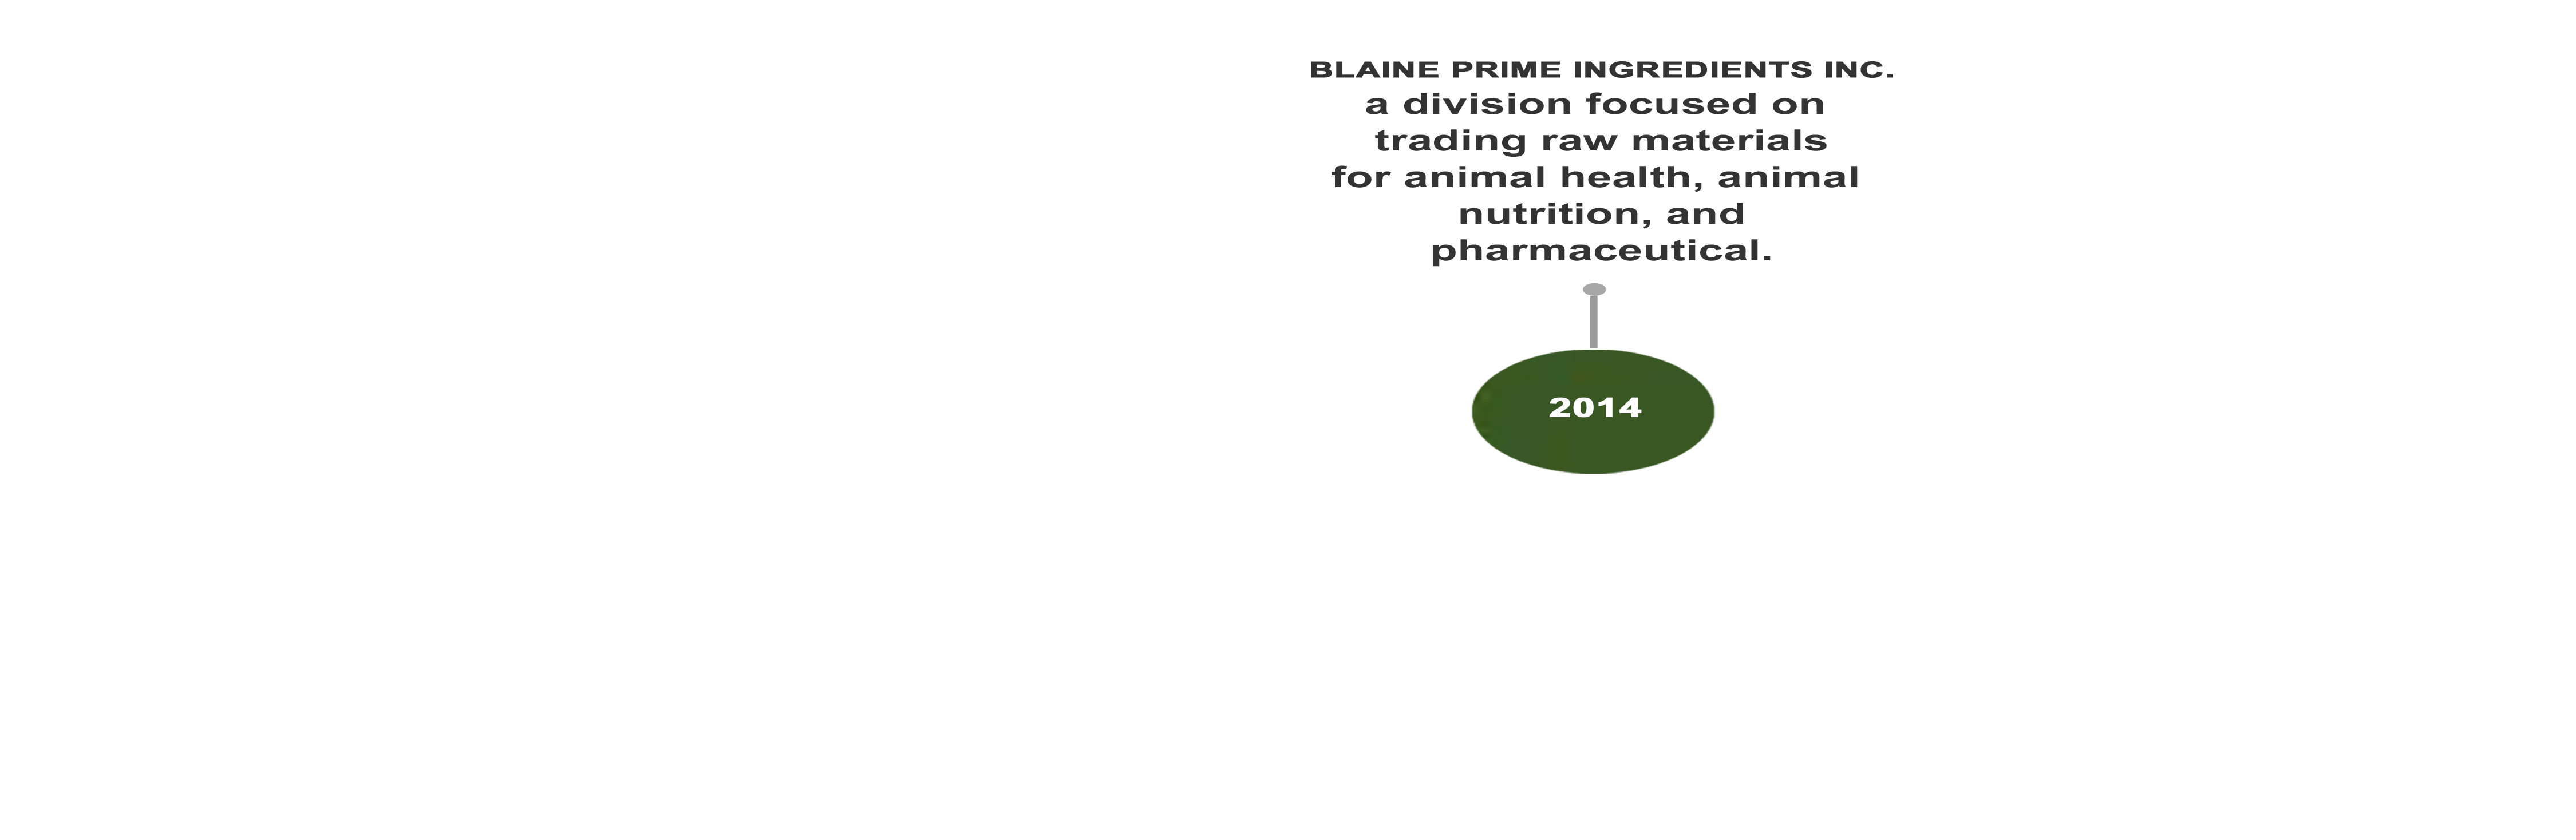 BLAINE PRIME INGREDIENTS INC.
a division focused on
trading raw materials
for animal health, animal
nutrition, and
pharmaceutical.
2014